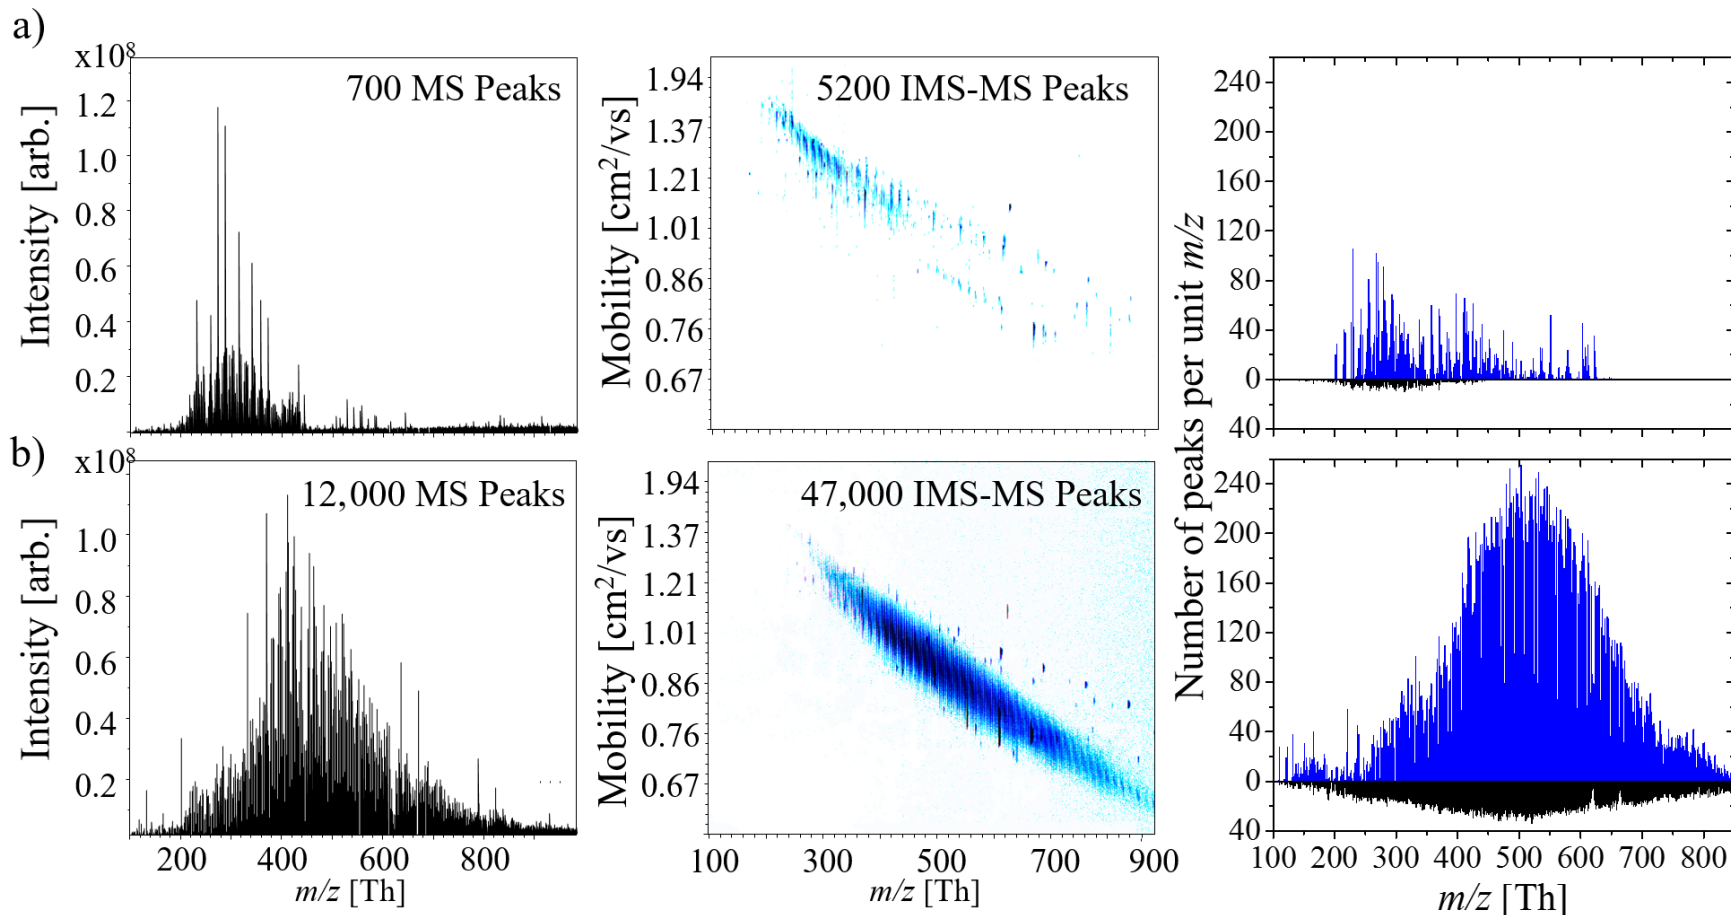 a)
x10⁸
Intensity [arb.]
1.2
1.0
0.8
0.6
0.4
0.2
700 MS Peaks
Mobility [cm²/vs]
1.94
1.37
1.21
1.01
0.86
0.76
0.67
5200 IMS-MS Peaks
Number of peaks per unit m/z
240
200
160
120
80
40
0
40
b)
x10⁸
Intensity [arb.]
1.0
0.8
0.6
0.4
0.2
12,000 MS Peaks
200 400 600 800
m/z [Th]
Mobility [cm²/vs]
1.94
1.37
1.21
1.01
0.86
0.76
0.67
47,000 IMS-MS Peaks
100 300 500 700 900
m/z [Th]
240
200
160
120
80
40
0
40
100 200 300 400 500 600 700 800
m/z [Th]